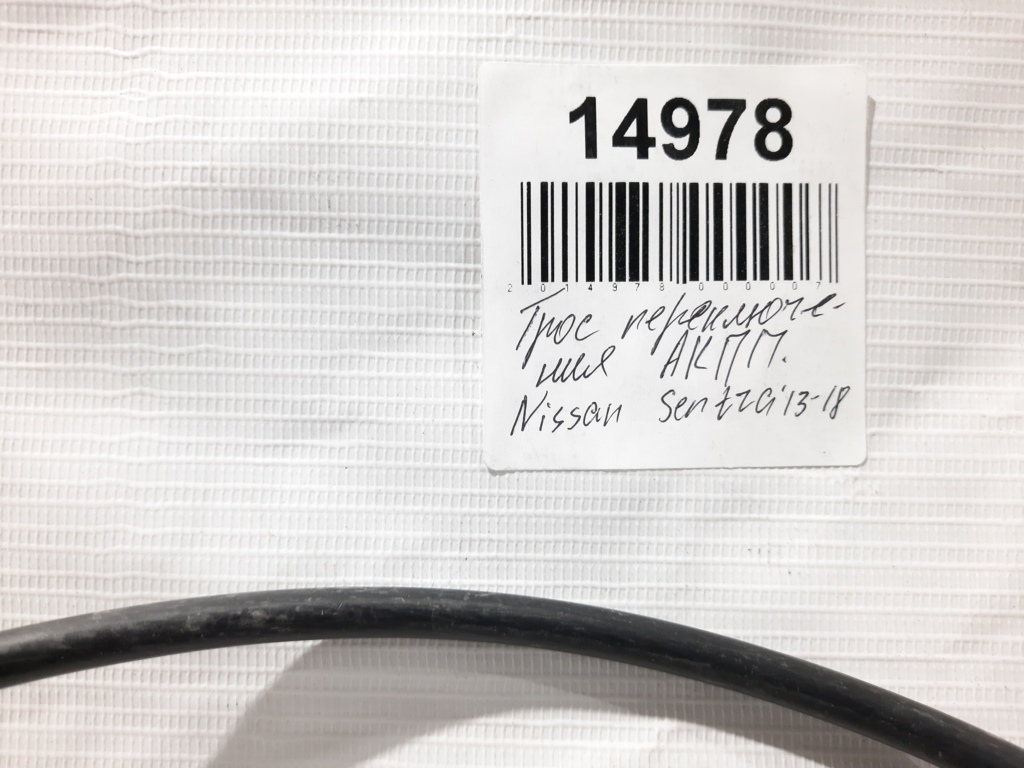 14978
2014978000007
Трос переключе-
ния АКПП.
Nissan Sentra 13-18